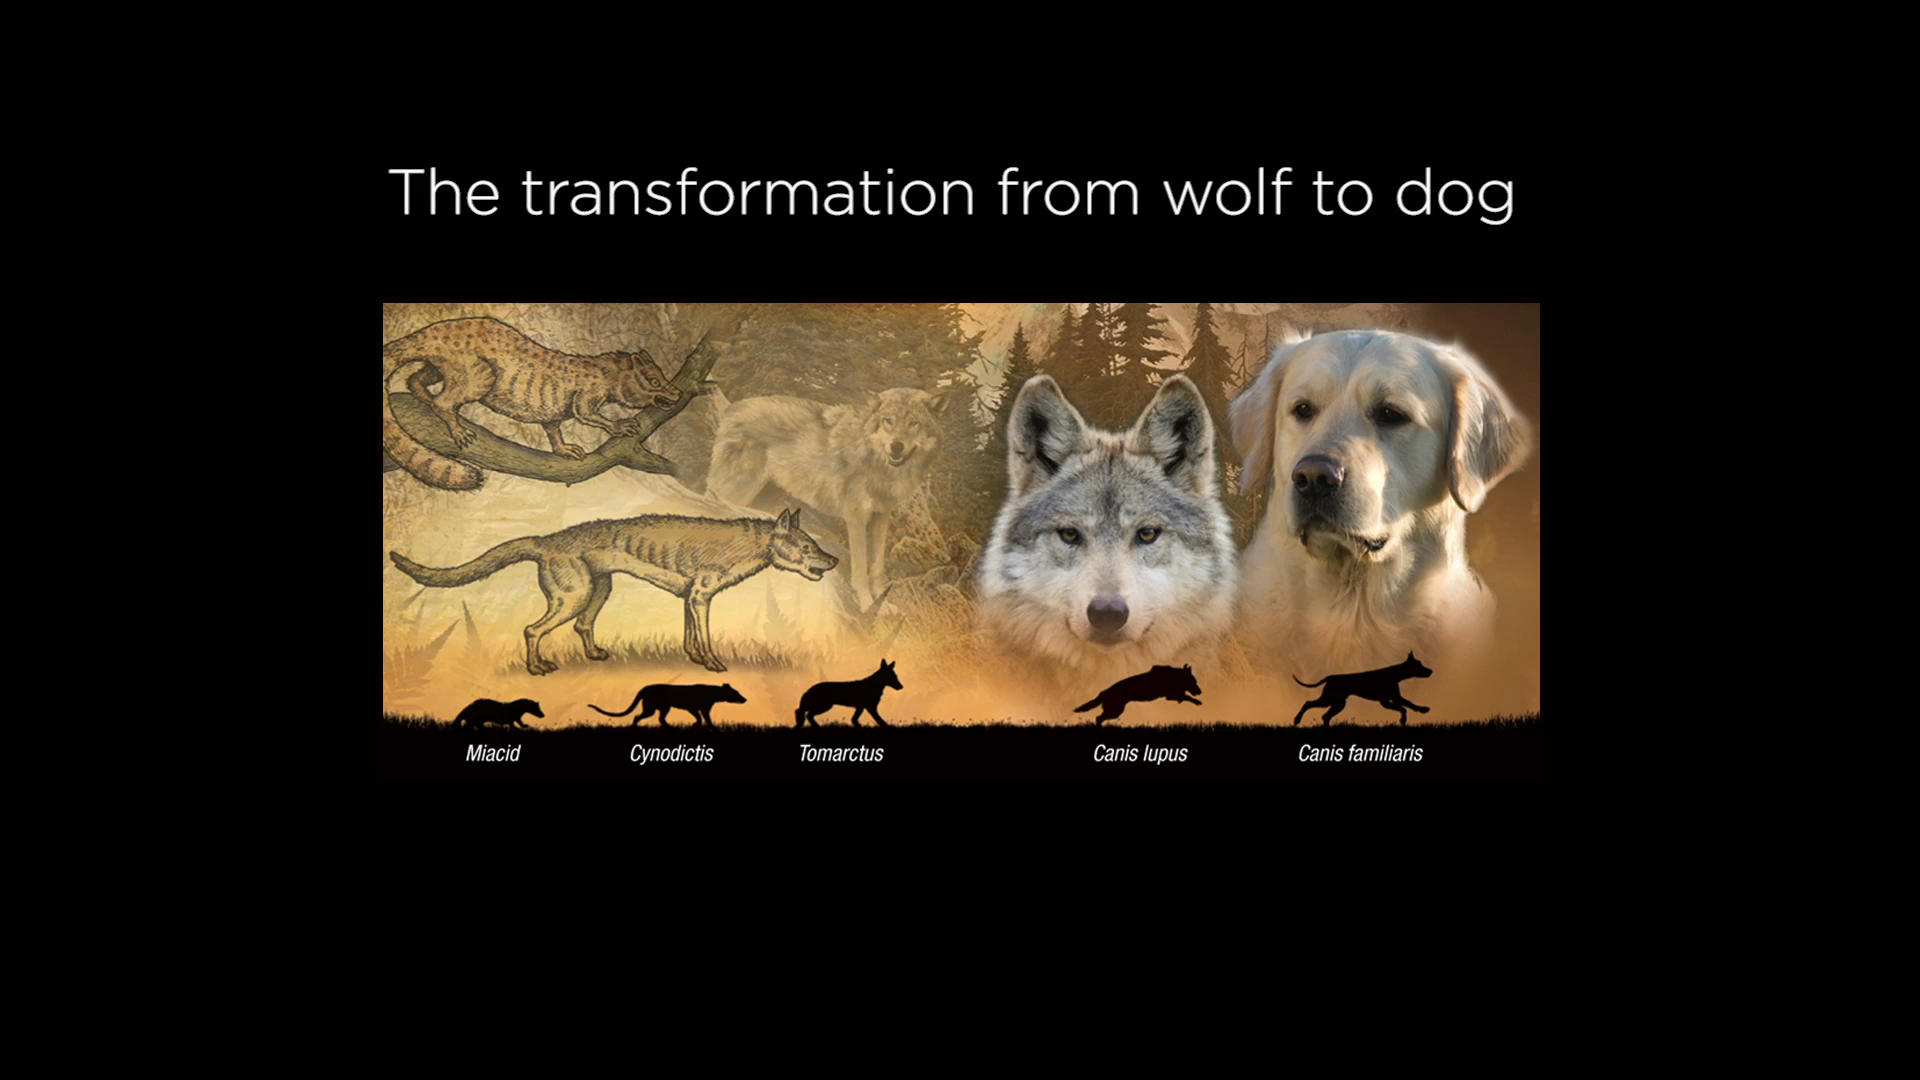 The transformation from wolf to dog
Miacid Cynodictis Tomarctus Canis lupus Canis familiaris